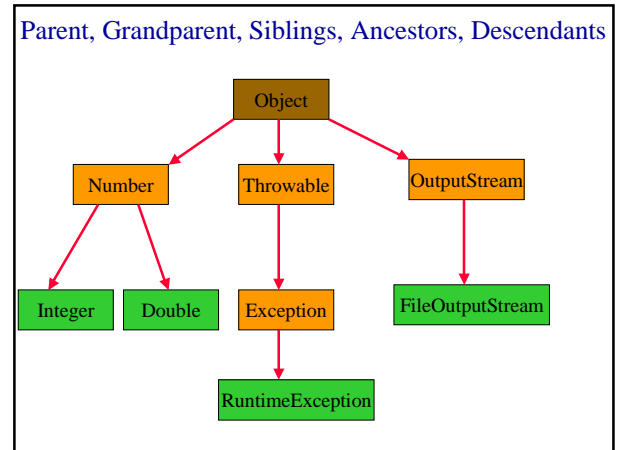 Parent, Grandparent, Siblings, Ancestors, Descendants
Object
Number
Throwable
OutputStream
Integer
Double
Exception
FileOutputStream
RuntimeException